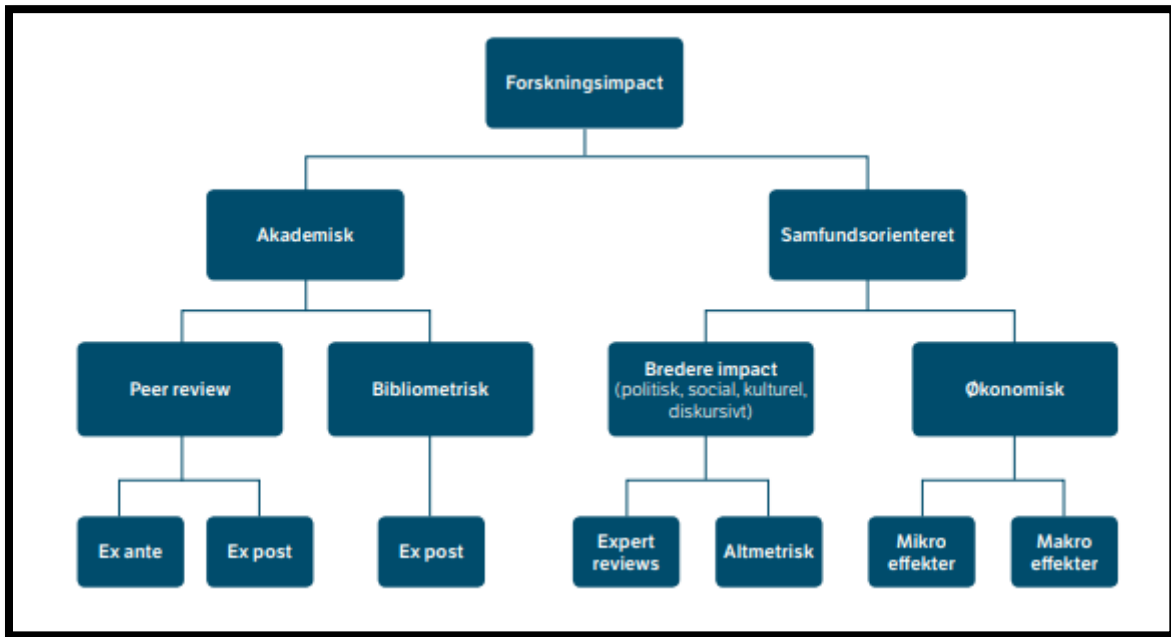 Forskningsimpact
Akademisk
Samfundsorienteret
Peer review
Bibliometrisk
Bredere impact
(politisk, social, kulturel,
diskursivt)
Økonomisk
Ex ante
Ex post
Ex post
Expert
reviews
Altmetrisk
Mikro
effekter
Makro
effekter